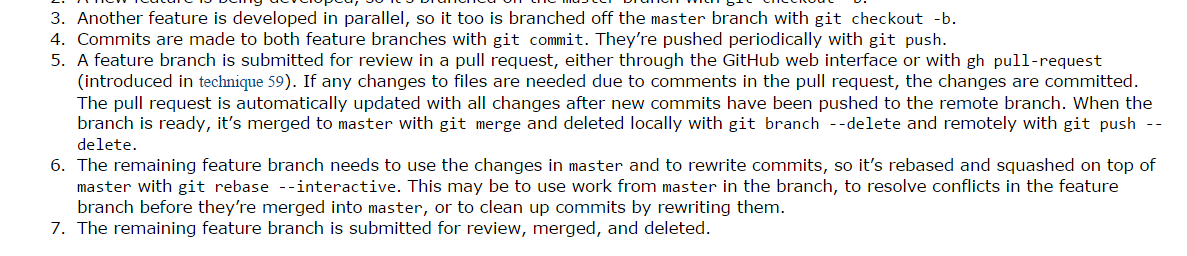 3. Another feature is developed in parallel, so it too is branched off the master branch with git checkout -b.
4. Commits are made to both feature branches with git commit. They’re pushed periodically with git push.
5. A feature branch is submitted for review in a pull request, either through the GitHub web interface or with gh pull-request
(introduced in technique 59). If any changes to files are needed due to comments in the pull request, the changes are committed.
The pull request is automatically updated with all changes after new commits have been pushed to the remote branch. When the
branch is ready, it’s merged to master with git merge and deleted locally with git branch --delete and remotely with git push --
delete.
6. The remaining feature branch needs to use the changes in master and to rewrite commits, so it’s rebased and squashed on top of
master with git rebase --interactive. This may be to use work from master in the branch, to resolve conflicts in the feature
branch before they’re merged into master, or to clean up commits by rewriting them.
7. The remaining feature branch is submitted for review, merged, and deleted.